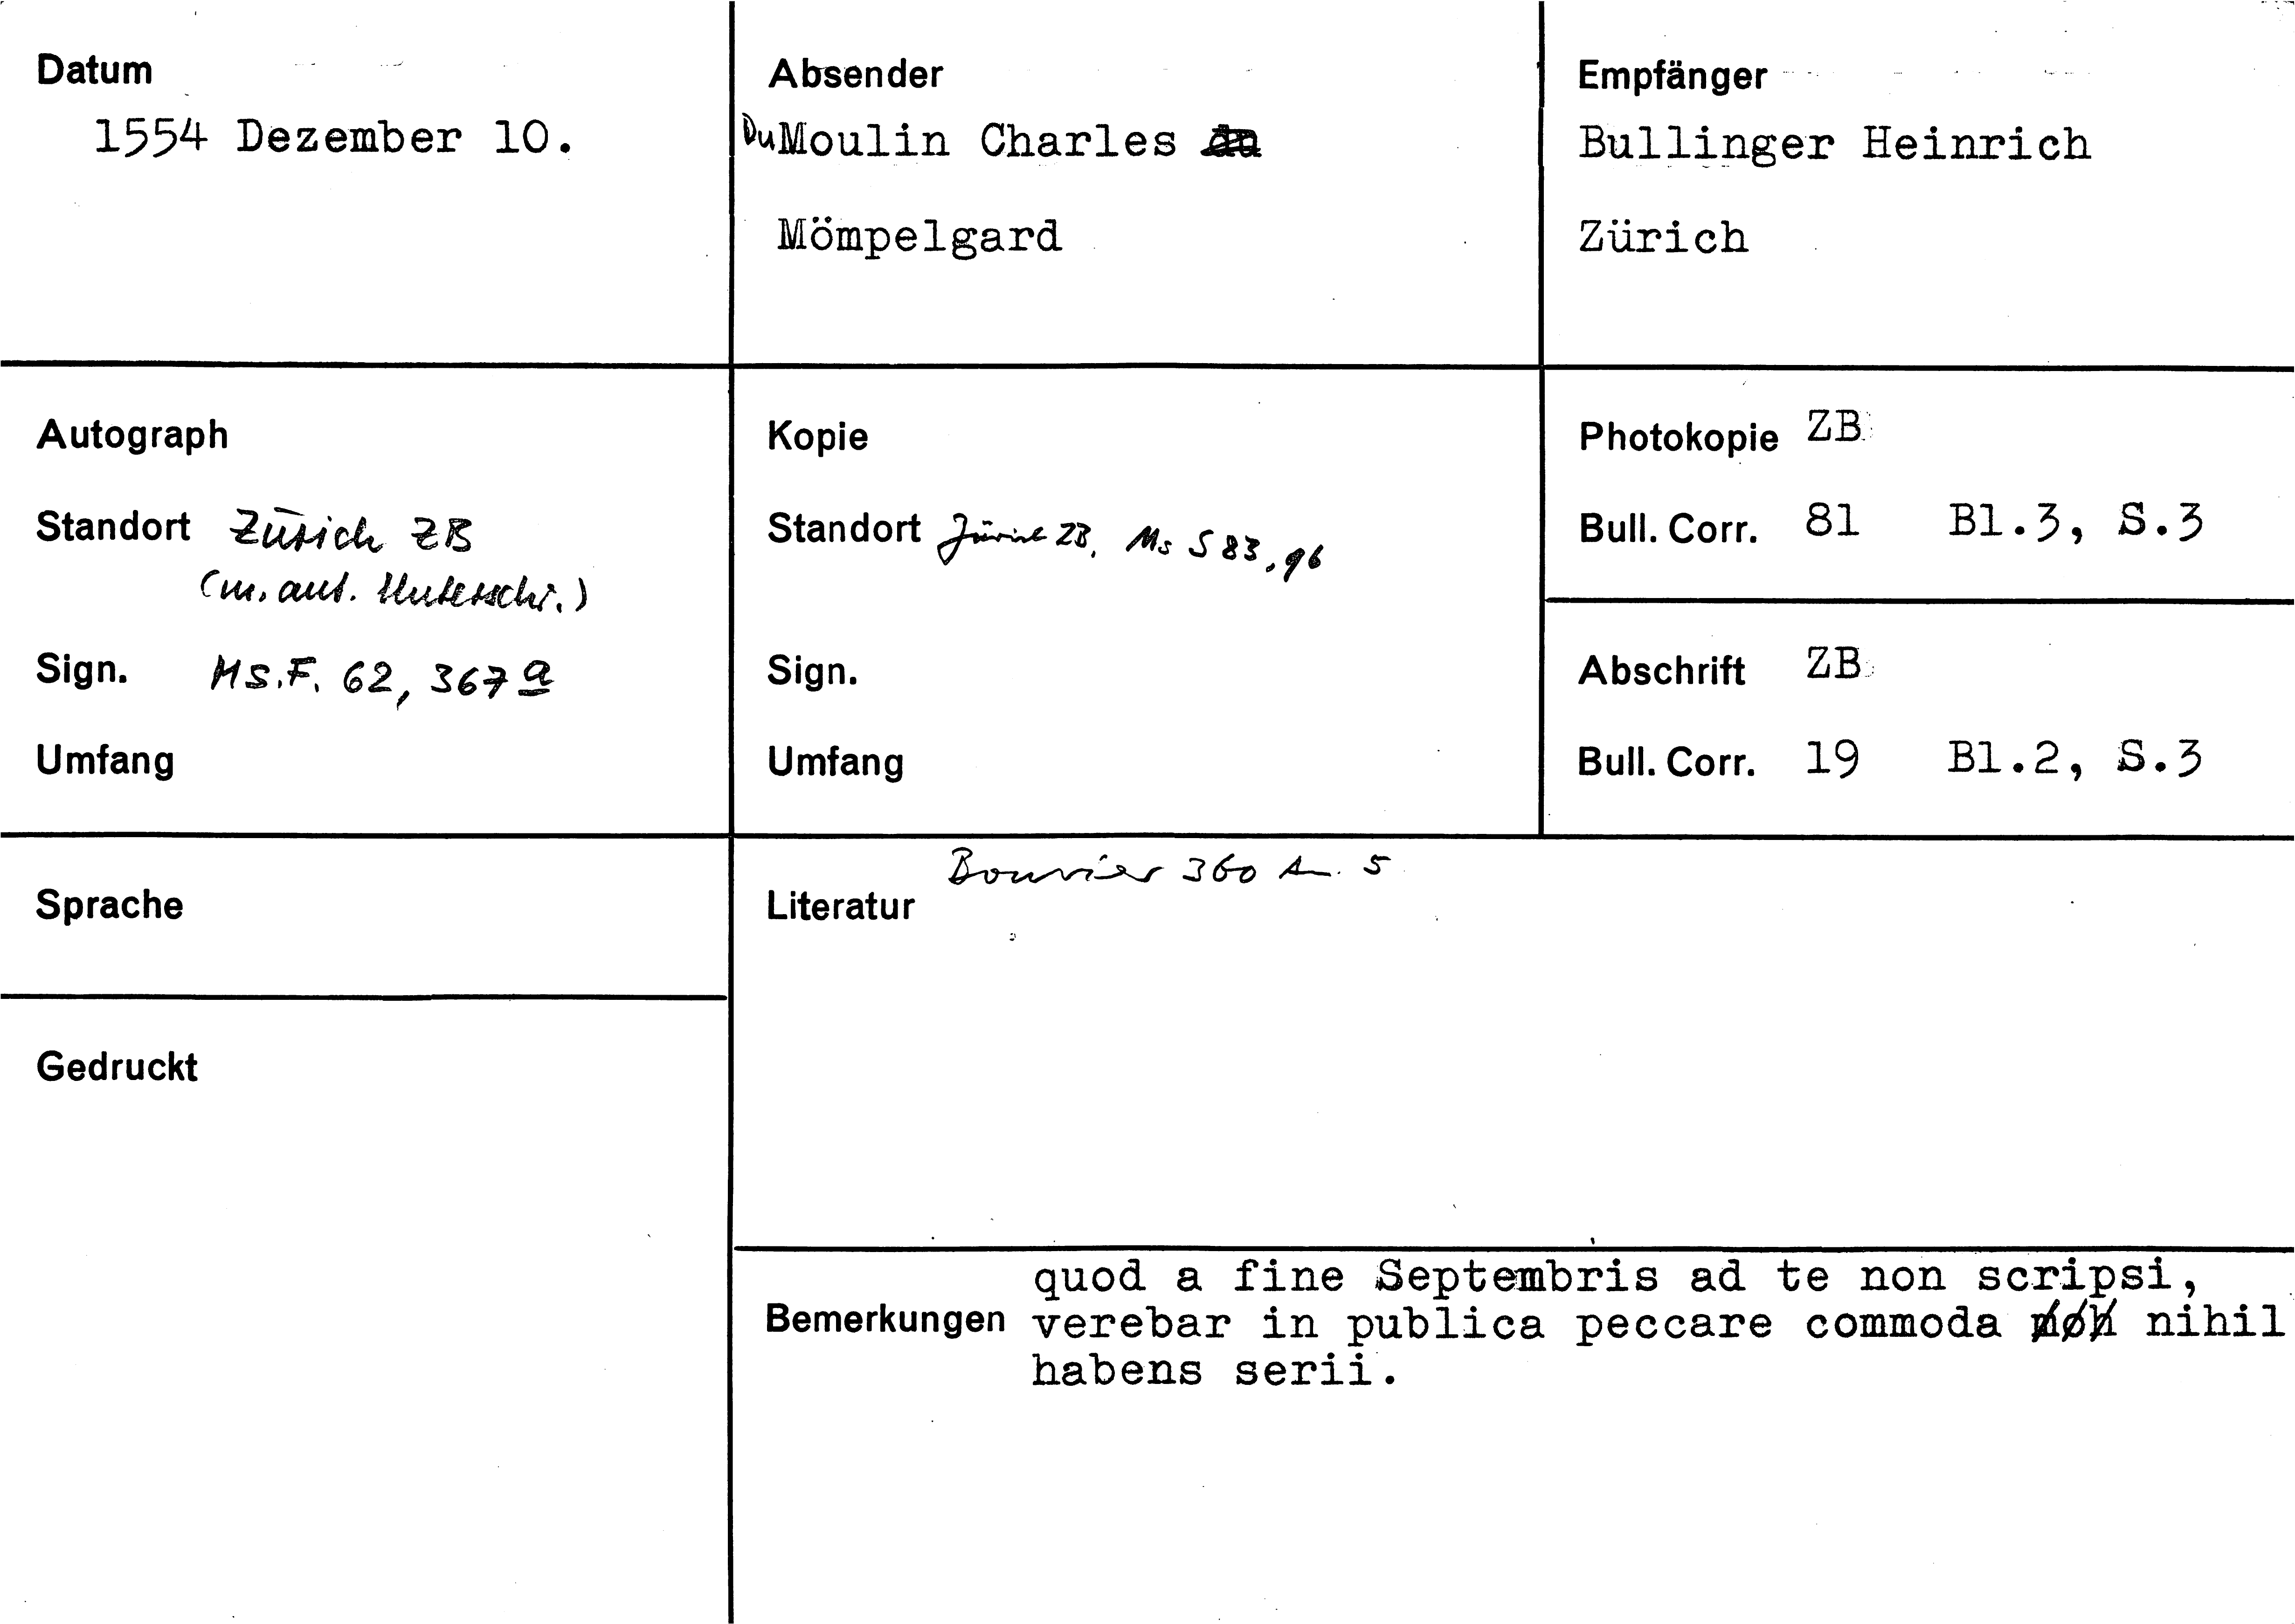 Datum
1554 Dezember 10.
Absender
DuMoulin Charles
Mömpelgard
Empfänger
Bullinger Heinrich
Zürich
Autograph
Standort Zürich ZB
(m. aut. Unterschr.)
Sign. MS.F. 62, 367 a
Umfang
Kopie
Standort Zürich ZB, Ms S 83, 96
Sign.
Umfang
Photokopie ZB
Bull. Corr. 81 Bl.3, S.3
Abschrift ZB
Bull. Corr. 19 Bl.2, S.3
Sprache
Gedruckt
Bouvier 360 A. 5
Literatur
quod a fine Septembris ad te non scripsi,
Bemerkungen verebar in publica peccare commoda non nihil
habens serii.